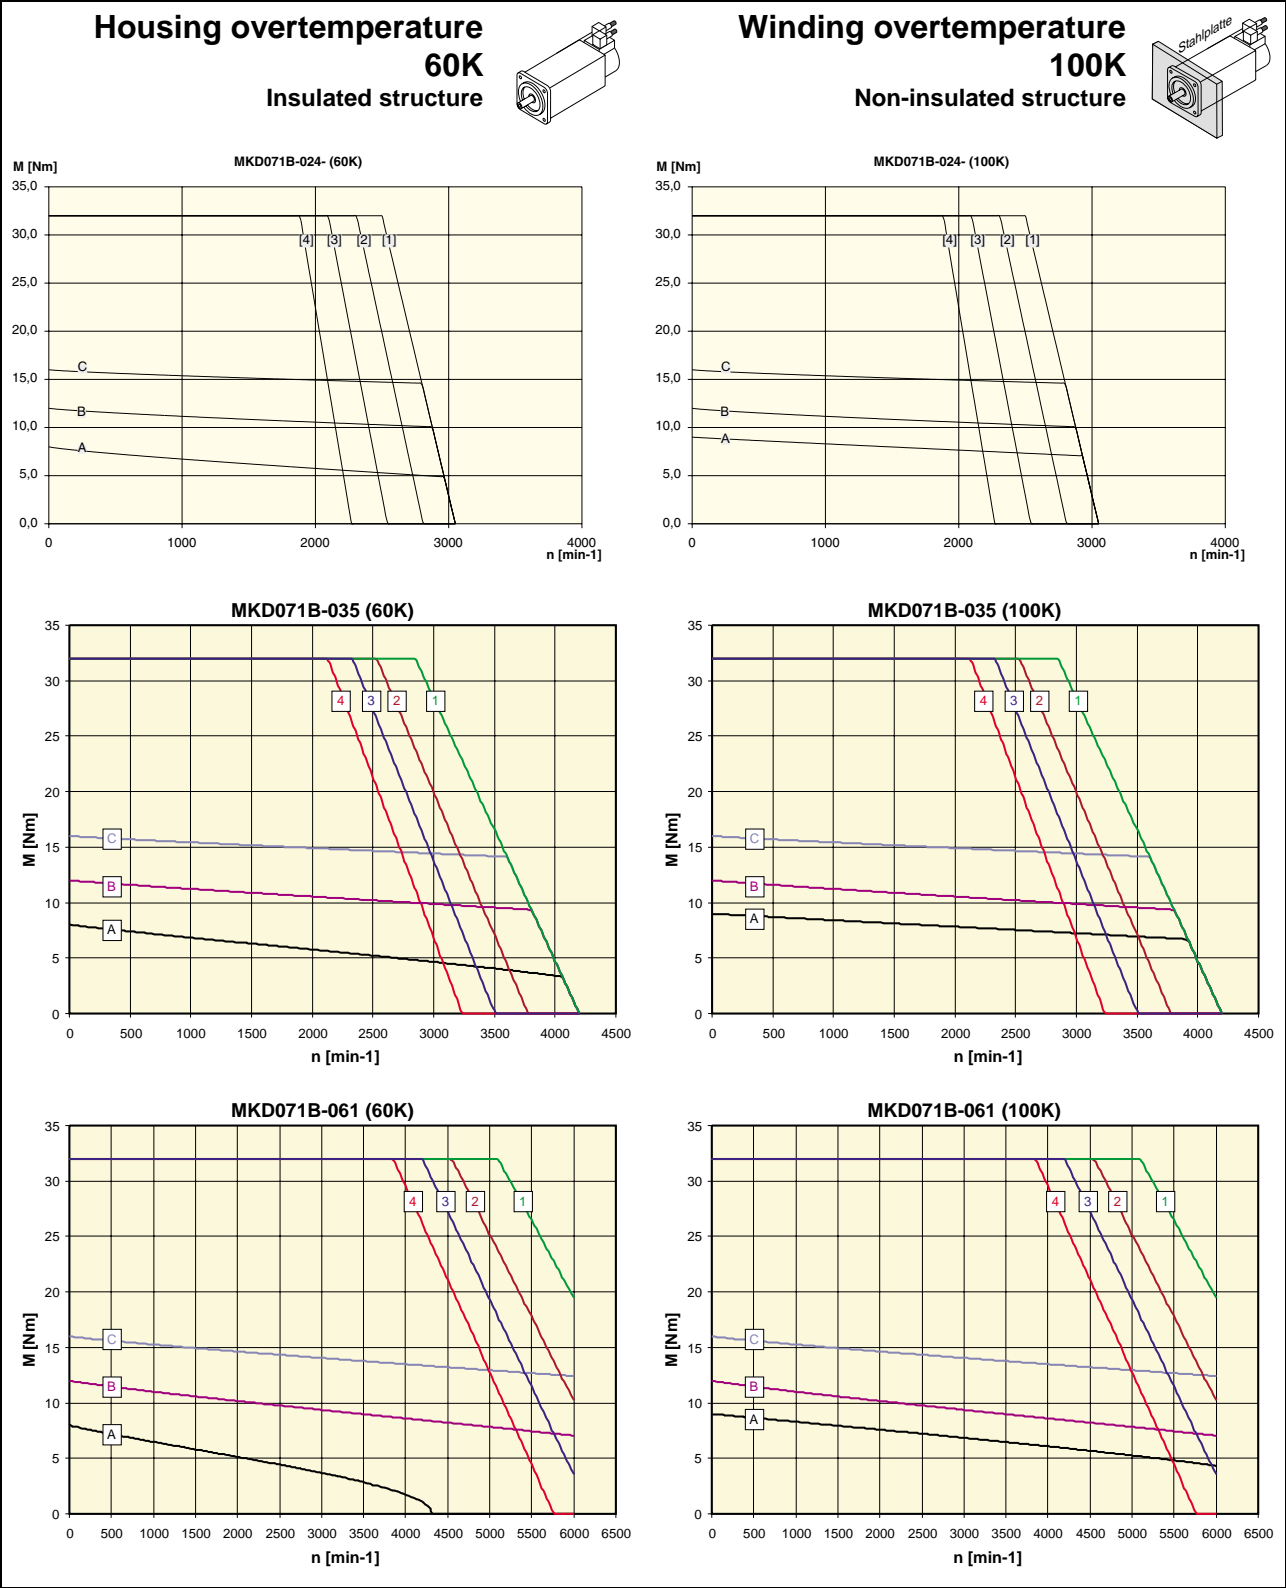 Housing overtemperature
60K
Insulated structure
Winding overtemperature
100K
Non-insulated structure
Stahlplatte
MKD071B-024- (60K)
M [Nm]
35,0
30,0
25,0
20,0
15,0
10,0
5,0
0,0
[4] [3] [2] [1]
C
B
A
0 1000 2000 3000 4000
n [min-1]
MKD071B-024- (100K)
M [Nm]
35,0
30,0
25,0
20,0
15,0
10,0
5,0
0,0
[4] [3] [2] [1]
C
B
A
0 1000 2000 3000 4000
n [min-1]
MKD071B-035 (60K)
35
30
25
20
15
10
5
0
M [Nm]
4 3 2 1
C
B
A
0 500 1000 1500 2000 2500 3000 3500 4000 4500
n [min-1]
MKD071B-035 (100K)
35
30
25
20
15
10
5
0
M [Nm]
4 3 2 1
C
B
A
0 500 1000 1500 2000 2500 3000 3500 4000 4500
n [min-1]
MKD071B-061 (60K)
35
30
25
20
15
10
5
0
M [Nm]
4 3 2 1
C
B
A
0 500 1000 1500 2000 2500 3000 3500 4000 4500 5000 5500 6000 6500
n [min-1]
MKD071B-061 (100K)
35
30
25
20
15
10
5
0
M [Nm]
4 3 2 1
C
B
A
0 500 1000 1500 2000 2500 3000 3500 4000 4500 5000 5500 6000 6500
n [min-1]